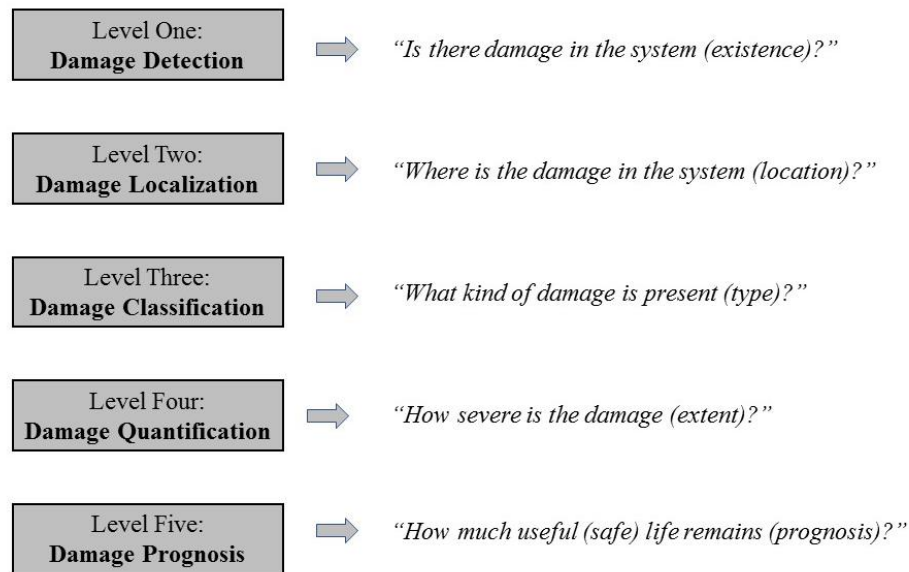 Level One:
Damage Detection
“Is there damage in the system (existence)?”
Level Two:
Damage Localization
“Where is the damage in the system (location)?”
Level Three:
Damage Classification
“What kind of damage is present (type)?”
Level Four:
Damage Quantification
“How severe is the damage (extent)?”
Level Five:
Damage Prognosis
“How much useful (safe) life remains (prognosis)?”